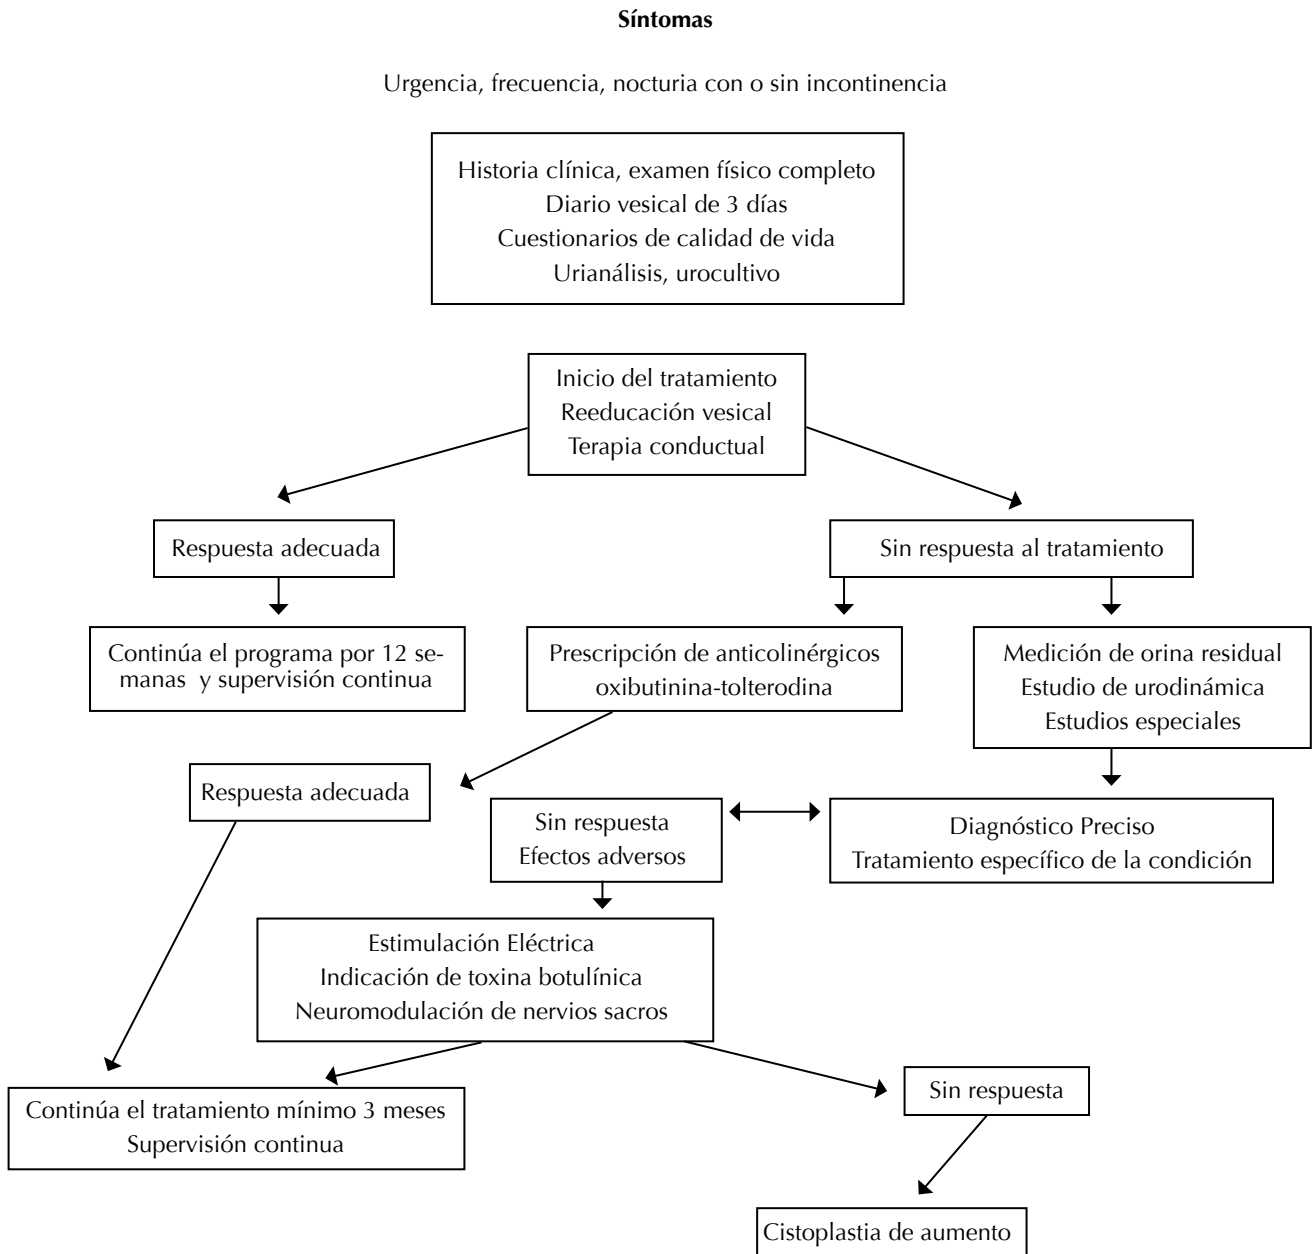 Síntomas
Urgencia, frecuencia, nocturia con o sin incontinencia
Historia clínica, examen físico completo
Diario vesical de 3 días
Cuestionarios de calidad de vida
Urianálisis, urocultivo
Inicio del tratamiento
Reeducación vesical
Terapia conductual
Respuesta adecuada
Sin respuesta al tratamiento
Continúa el programa por 12 se-
manas y supervisión continua
Prescripción de anticolinérgicos
oxibutinina-tolterodina
Medición de orina residual
Estudio de urodinámica
Estudios especiales
Respuesta adecuada
Sin respuesta
Efectos adversos
Diagnóstico Preciso
Tratamiento específico de la condición
Estimulación Eléctrica
Indicación de toxina botulínica
Neuromodulación de nervios sacros
Continúa el tratamiento mínimo 3 meses
Supervisión continua
Sin respuesta
Cistoplastia de aumento